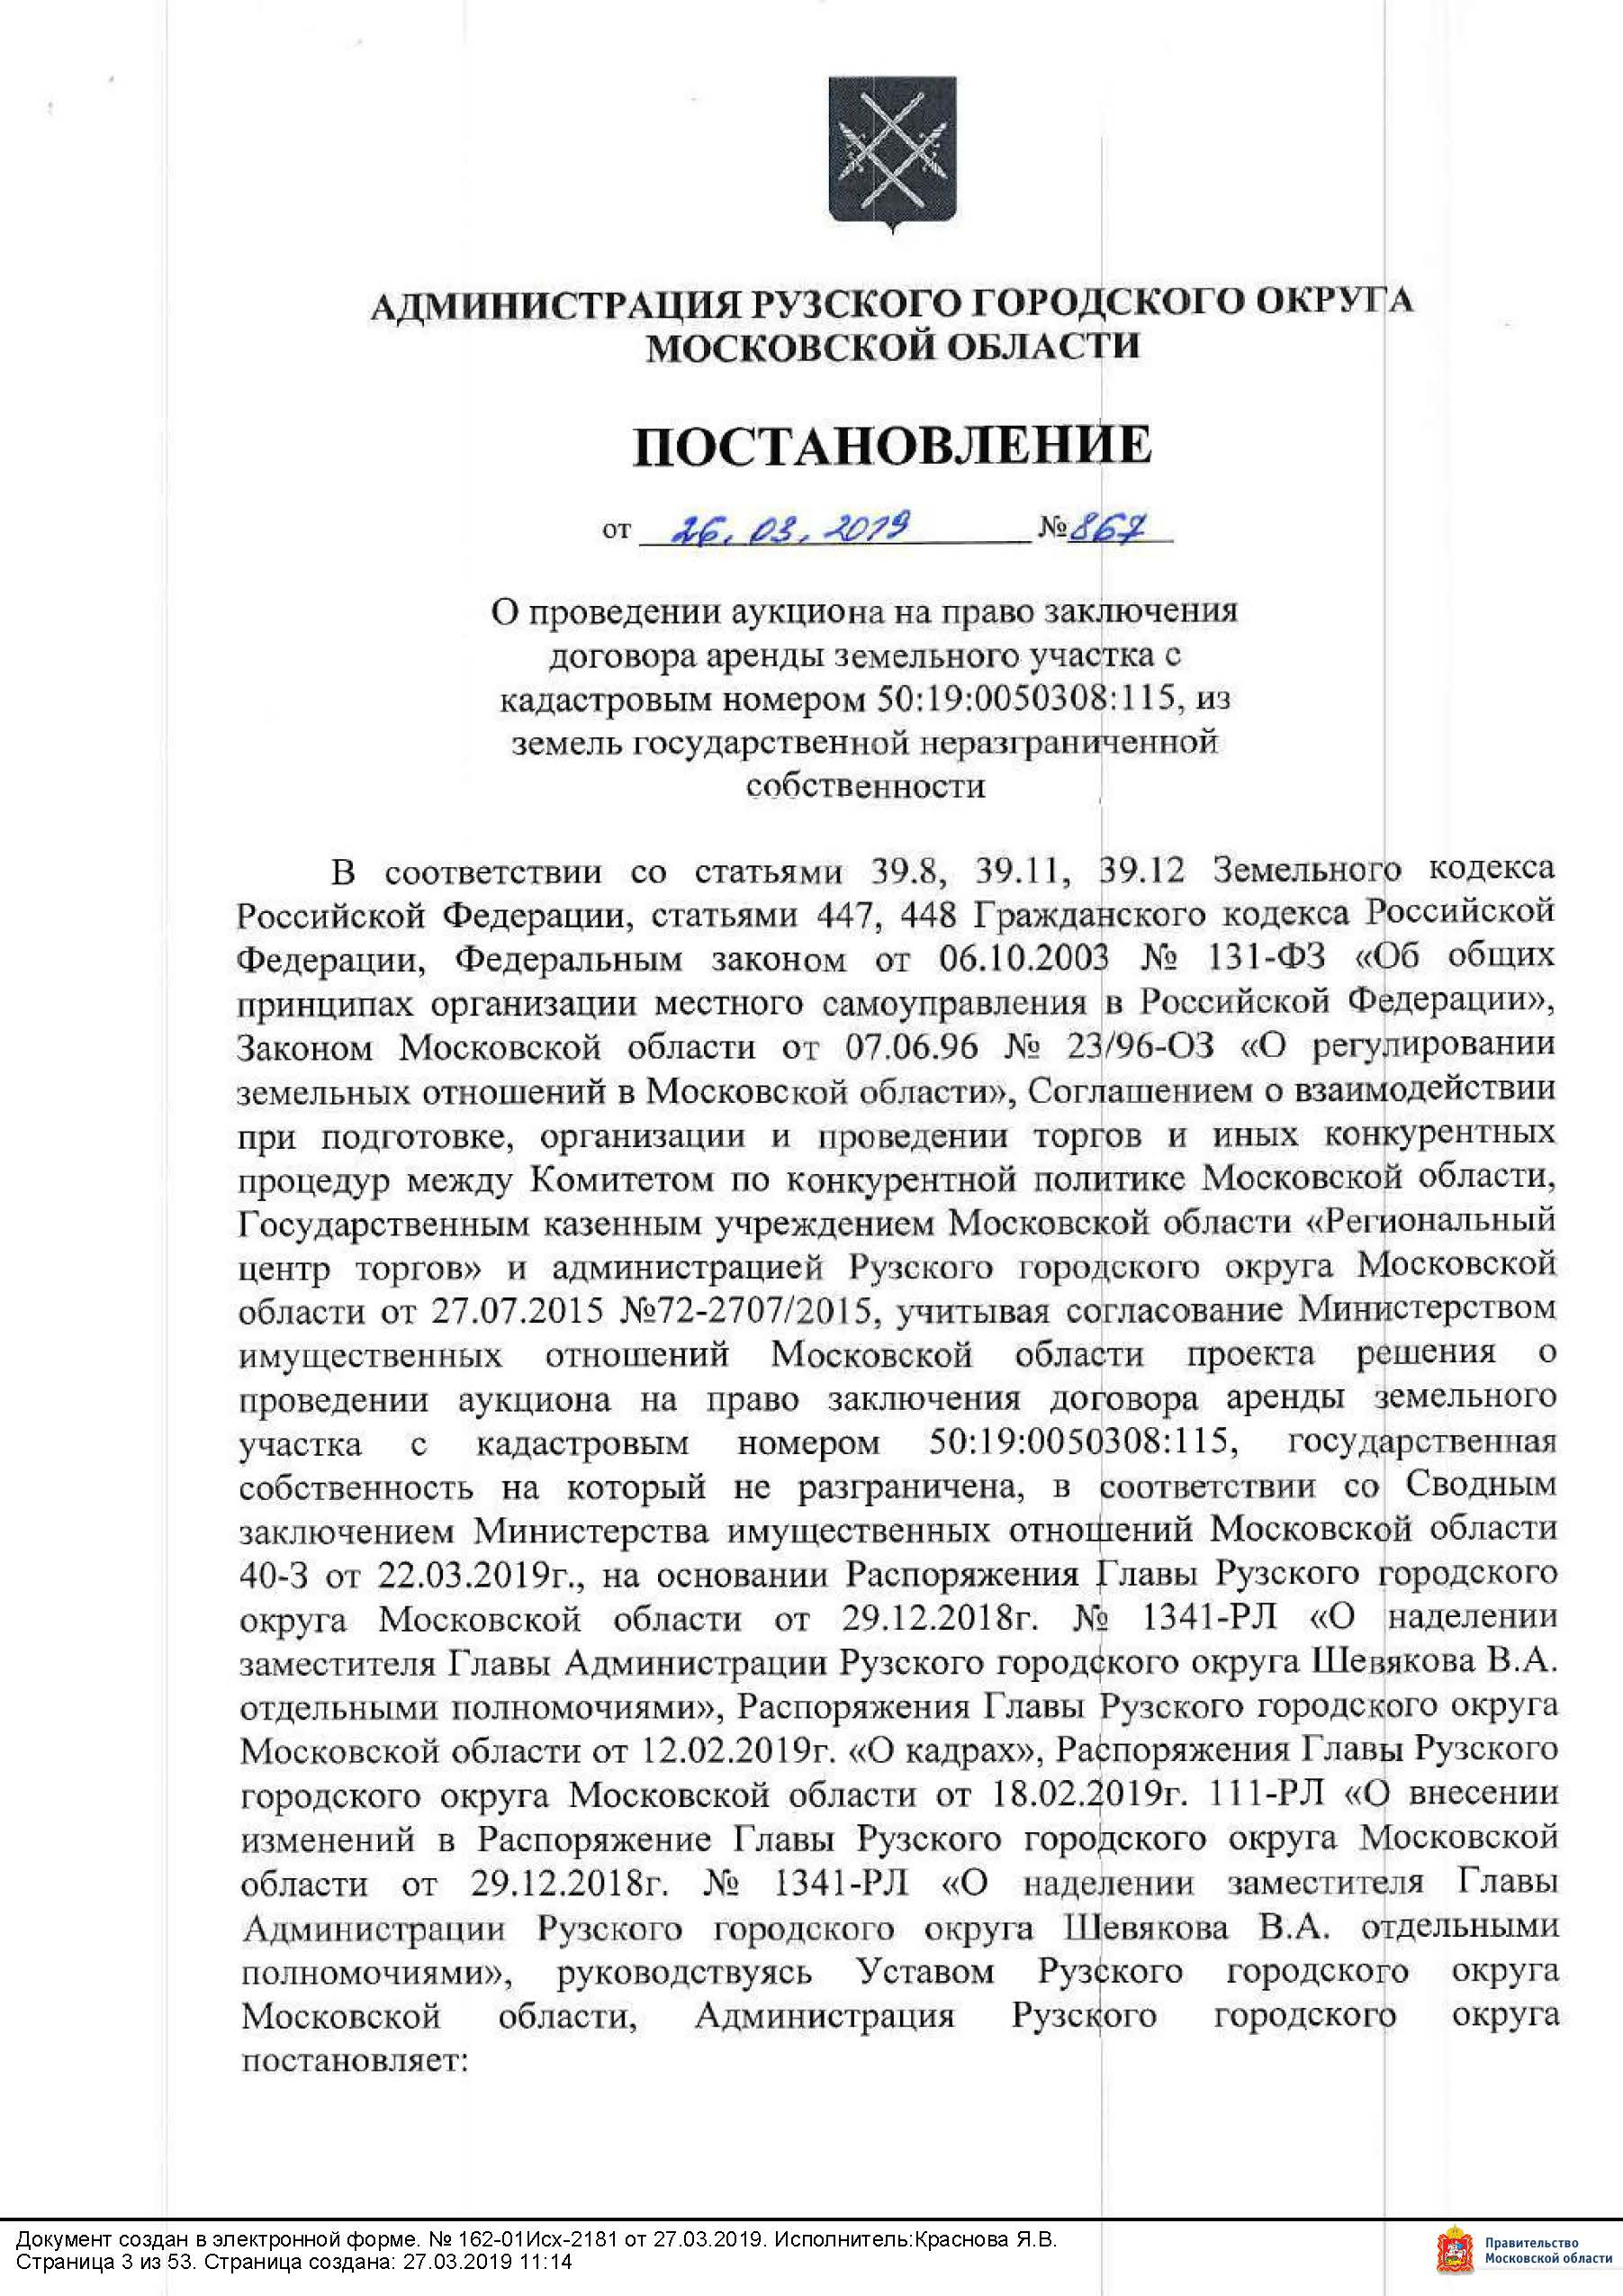 АДМИНИСТРАЦИЯ РУЗСКОГО ГОРОДСКОГО ОКРУГА
МОСКОВСКОЙ ОБЛАСТИ
ПОСТАНОВЛЕНИЕ
от 26.03.2019 №867
О проведении аукциона на право заключения
договора аренды земельного участка с
кадастровым номером 50:19:0050308:115, из
земель государственной неразграниченной
собственности
В соответствии со статьями 39.8, 39.11, 39.12 Земельного кодекса
Российской Федерации, статьями 447, 448 Гражданского кодекса Российской
Федерации, Федеральным законом от 06.10.2003 № 131-ФЗ «Об общих
принципах организации местного самоуправления в Российской Федерации»,
Законом Московской области от 07.06.96 № 23/96-ОЗ «О регулировании
земельных отношений в Московской области», Соглашением о взаимодействии
при подготовке, организации и проведении торгов и иных конкурентных
процедур между Комитетом по конкурентной политике Московской области,
Государственным казенным учреждением Московской области «Региональный
центр торгов» и администрацией Рузского городского округа Московской
области от 27.07.2015 №72-2707/2015, учитывая согласование Министерством
имущественных отношений Московской области проекта решения о
проведении аукциона на право заключения договора аренды земельного
участка с кадастровым номером 50:19:0050308:115, государственная
собственность на который не разграничена, в соответствии со Сводным
заключением Министерства имущественных отношений Московской области
40-З от 22.03.2019г., на основании Распоряжения Главы Рузского городского
округа Московской области от 29.12.2018г. № 1341-РЛ «О наделении
заместителя Главы Администрации Рузского городского округа Шевякова В.А.
отдельными полномочиями», Распоряжения Главы Рузского городского округа
Московской области от 12.02.2019г. «О кадрах», Распоряжения Главы Рузского
городского округа Московской области от 18.02.2019г. 111-РЛ «О внесении
изменений в Распоряжение Главы Рузского городского округа Московской
области от 29.12.2018г. № 1341-РЛ «О наделении заместителя Главы
Администрации Рузского городского округа Шевякова В.А. отдельными
полномочиями», руководствуясь Уставом Рузского городского округа
Московской области, Администрация Рузского городского округа
постановляет:
Документ создан в электронной форме. № 162-01Исх-2181 от 27.03.2019. Исполнитель:Краснова Я.В.
Страница 3 из 53. Страница создана: 27.03.2019 11:14
Правительство
Московской области